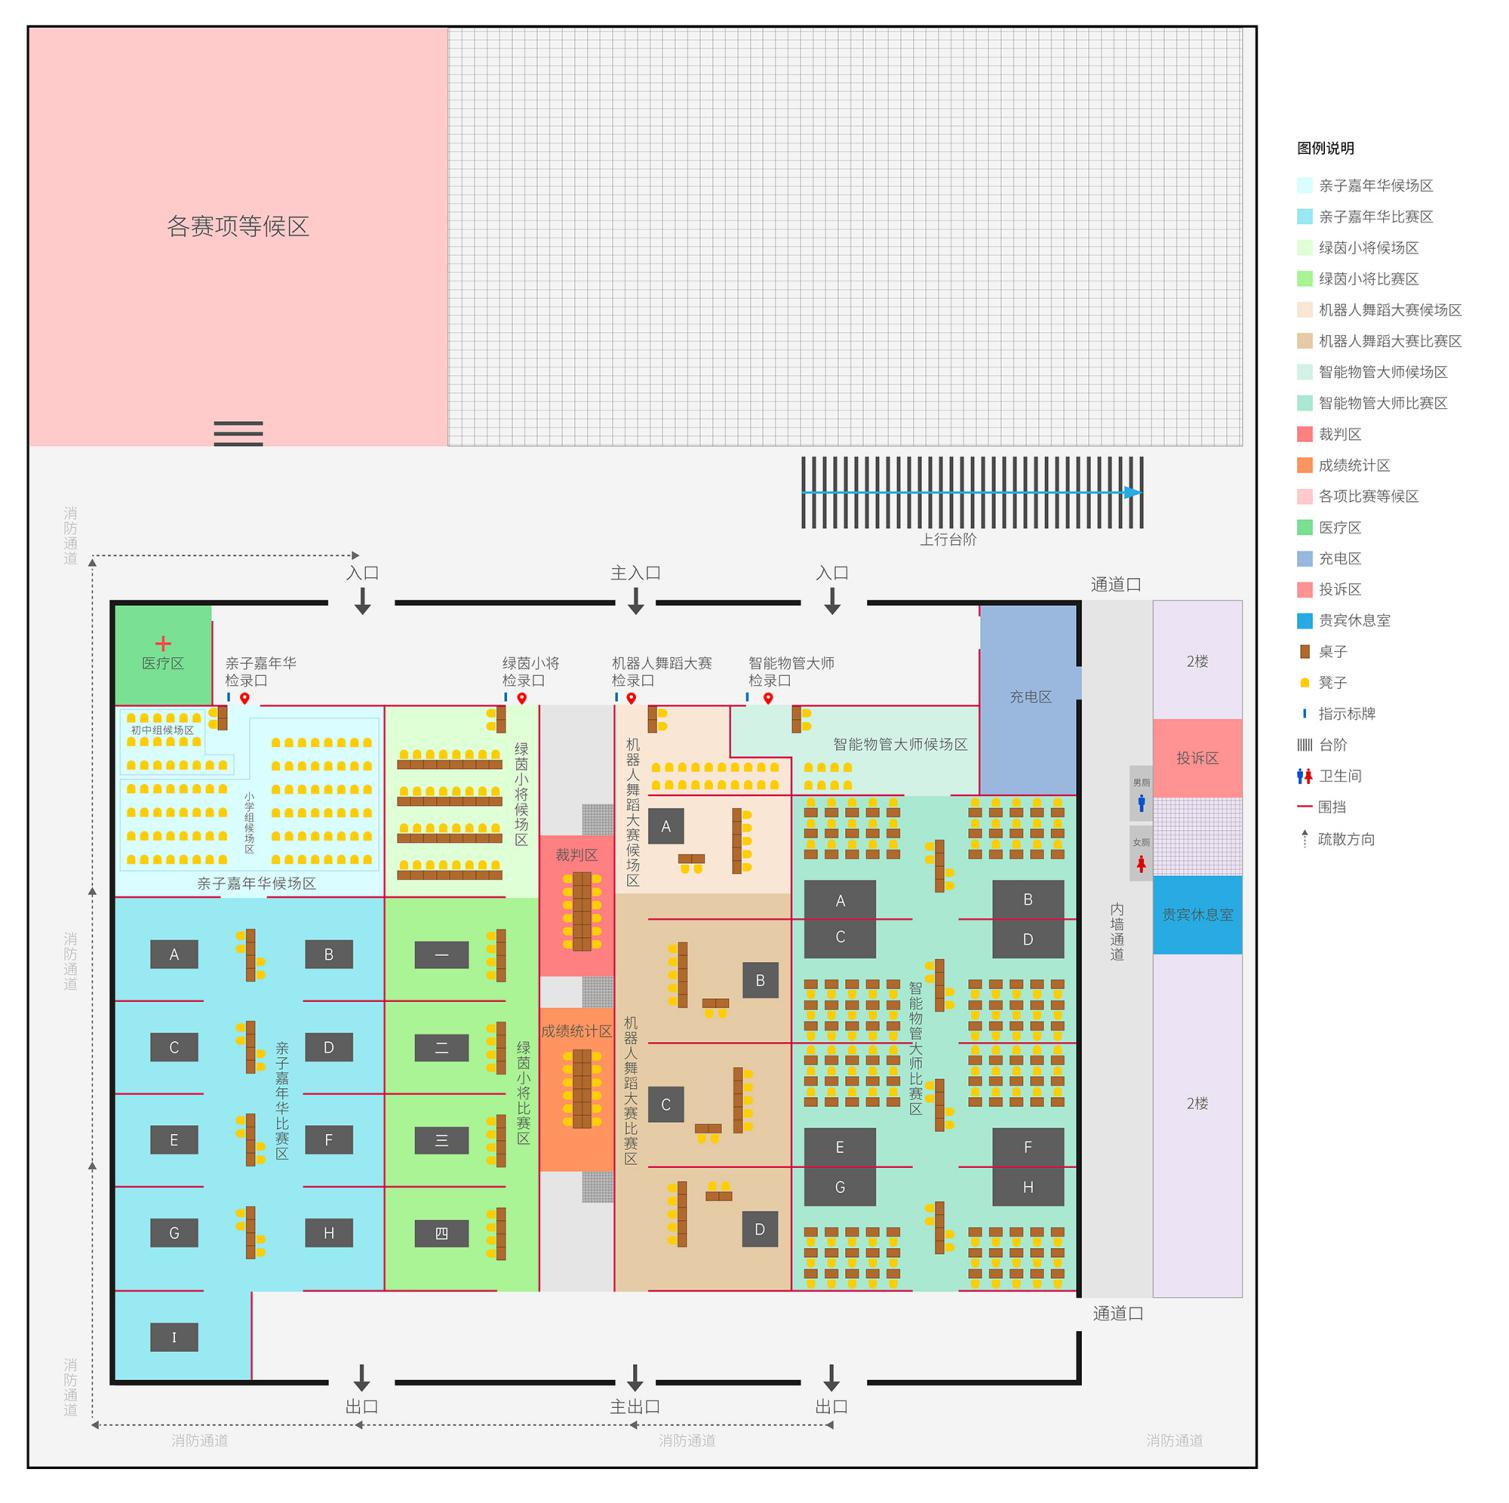 各赛项等候区
图例说明
亲子嘉年华候场区
亲子嘉年华比赛区
绿茵小将候场区
绿茵小将比赛区
机器人舞蹈大赛候场区
机器人舞蹈大赛比赛区
智能物管大师候场区
智能物管大师比赛区
裁判区
成绩统计区
各项比赛等候区
医疗区
充电区
投诉区
贵宾休息室
桌子
凳子
指示标牌
台阶
卫生间
围挡
疏散方向
消防通道
上行台阶
入口
主入口
入口
通道口
医疗区
亲子嘉年华
检录口
绿茵小将
检录口
机器人舞蹈大赛
检录口
智能物管大师
检录口
充电区
2楼
初中组候场区
小学组候场区
亲子嘉年华候场区
绿茵小将候场区
机器人舞蹈大赛候场区
智能物管大师候场区
投诉区
男厕
女厕
A
裁判区
贵宾休息室
内墙通道
消防通道
A
B
一
B
A
B
C
D
成绩统计区
C
D
二
亲子嘉年华比赛区
绿茵小将比赛区
机器人舞蹈大赛比赛区
智能物管大师比赛区
C
2楼
E
F
三
E
F
G
H
G
H
四
D
I
通道口
消防通道
出口
主出口
出口
消防通道
消防通道
消防通道